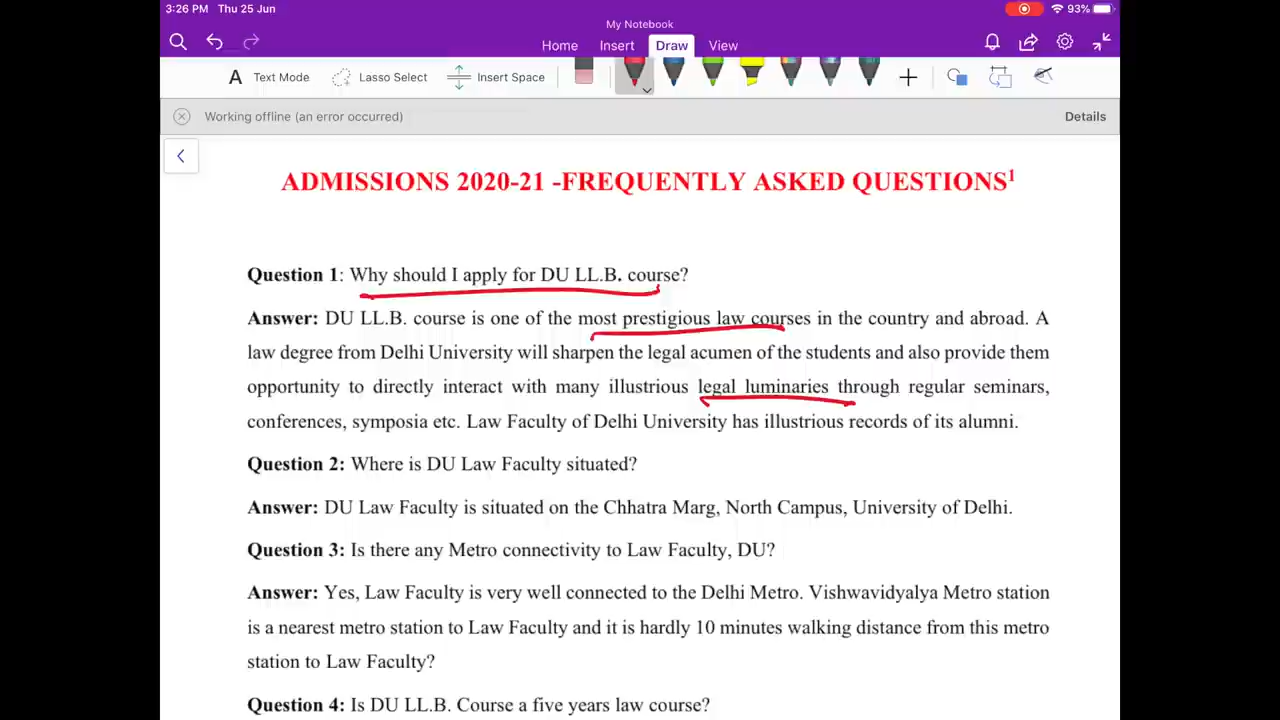 3:26 PM Thu 25 Jun 93%
My Notebook
Home Insert Draw View
A Text Mode Lasso Select Insert Space
Working offline (an error occurred) Details
ADMISSIONS 2020-21 -FREQUENTLY ASKED QUESTIONS1
Question 1: Why should I apply for DU LL.B. course?
Answer: DU LL.B. course is one of the most prestigious law courses in the country and abroad. A
law degree from Delhi University will sharpen the legal acumen of the students and also provide them
opportunity to directly interact with many illustrious legal luminaries through regular seminars,
conferences, symposia etc. Law Faculty of Delhi University has illustrious records of its alumni.
Question 2: Where is DU Law Faculty situated?
Answer: DU Law Faculty is situated on the Chhatra Marg, North Campus, University of Delhi.
Question 3: Is there any Metro connectivity to Law Faculty, DU?
Answer: Yes, Law Faculty is very well connected to the Delhi Metro. Vishwavidyalya Metro station
is a nearest metro station to Law Faculty and it is hardly 10 minutes walking distance from this metro
station to Law Faculty?
Question 4: Is DU LL.B. Course a five years law course?